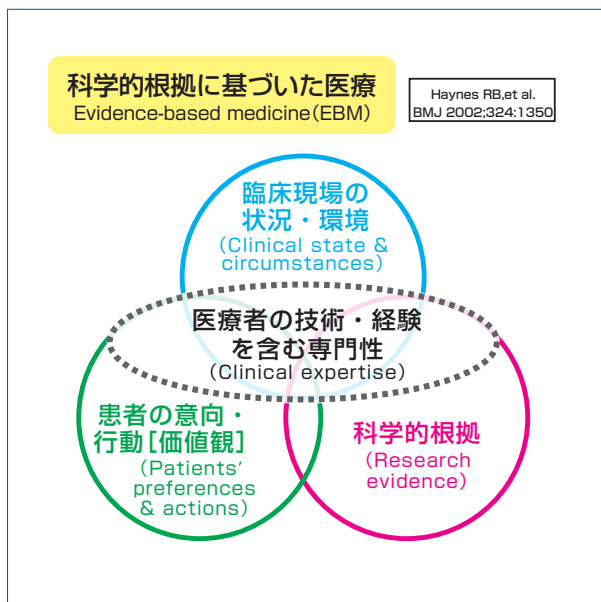 科学的根拠に基づいた医療
Evidence-based medicine(EBM)
Haynes RB,et al.
BMJ 2002;324:1350
臨床現場の
状況・環境
(Clinical state &
circumstances)
医療者の技術・経験
を含む専門性
(Clinical expertise)
患者の意向・
行動[価値観]
(Patients'
preferences
& actions)
科学的根拠
(Research
evidence)